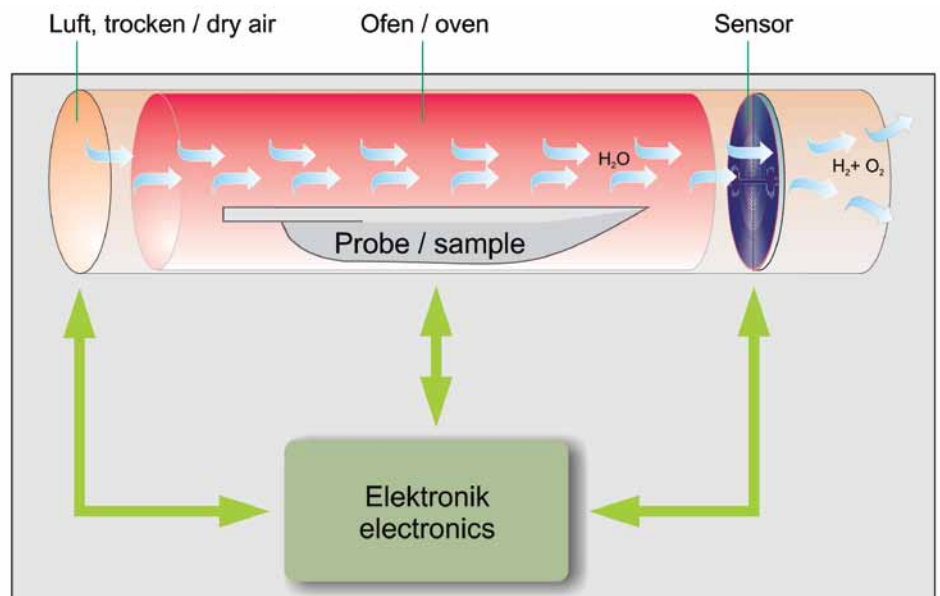 Luft, trocken / dry air
Ofen / oven
Sensor
H₂O
H₂+ O₂
Probe / sample
Elektronik
electronics